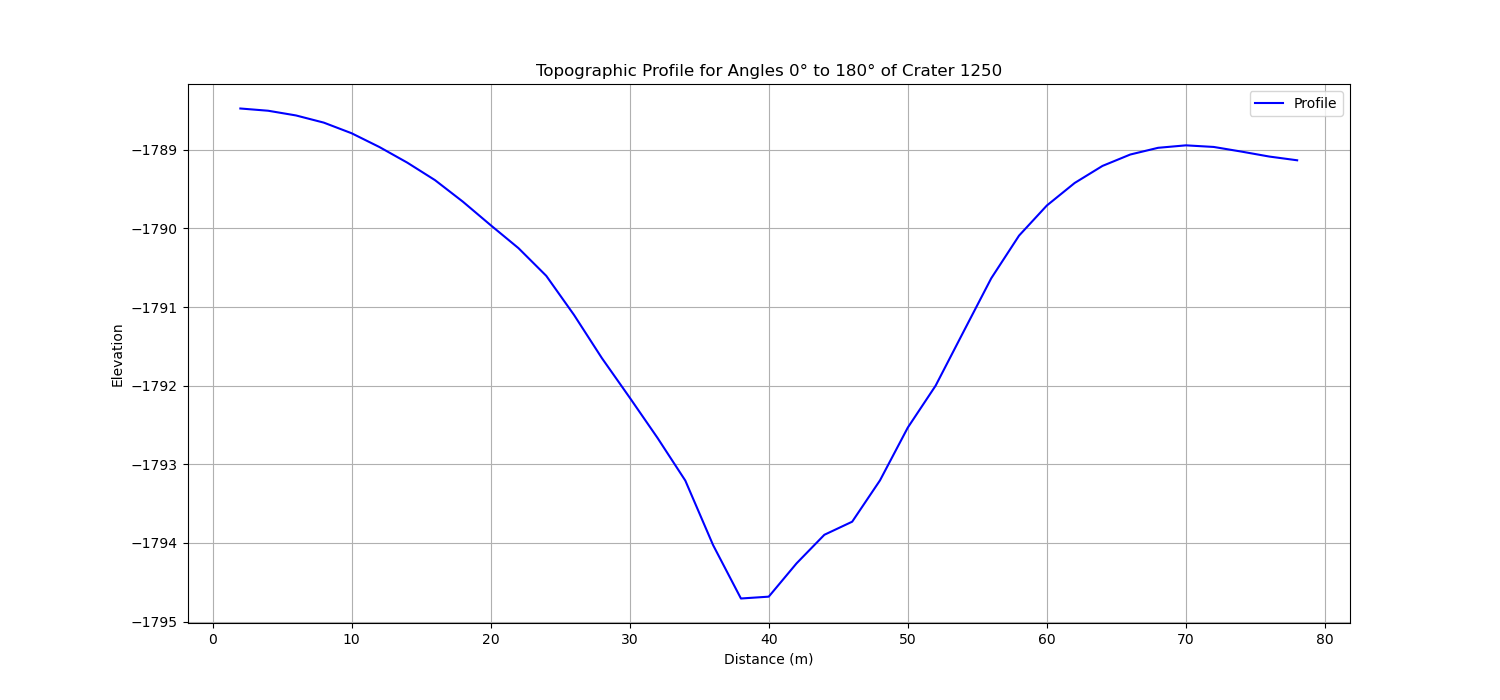 Topographic Profile for Angles 0° to 180° of Crater 1250
Profile
−1789
−1790
−1791
−1792
−1793
−1794
−1795
Elevation
0 10 20 30 40 50 60 70 80
Distance (m)